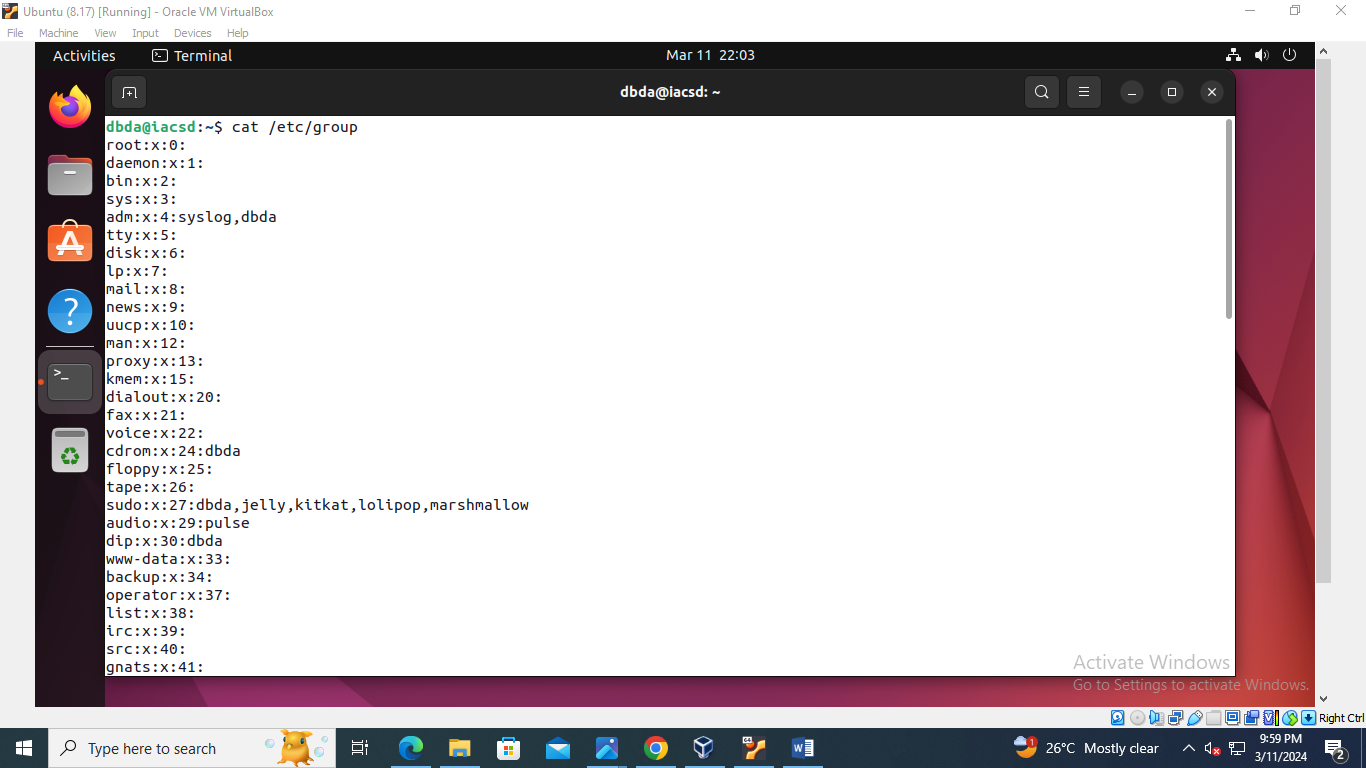 Ubuntu (8.17) [Running] - Oracle VM VirtualBox
File Machine View Input Devices Help
Activities Terminal Mar 11 22:03
dbda@iacsd: ~
dbda@iacsd:~$ cat /etc/group
root:x:0:
daemon:x:1:
bin:x:2:
sys:x:3:
adm:x:4:syslog,dbda
tty:x:5:
disk:x:6:
lp:x:7:
mail:x:8:
news:x:9:
uucp:x:10:
man:x:12:
proxy:x:13:
kmem:x:15:
dialout:x:20:
fax:x:21:
voice:x:22:
cdrom:x:24:dbda
floppy:x:25:
tape:x:26:
sudo:x:27:dbda,jelly,kitkat,lolipop,marshmallow
audio:x:29:pulse
dip:x:30:dbda
www-data:x:33:
backup:x:34:
operator:x:37:
list:x:38:
irc:x:39:
src:x:40:
gnats:x:41:
Activate Windows
Go to Settings to activate Windows.
Right Ctrl
Type here to search
26°C Mostly clear
9:59 PM
3/11/2024